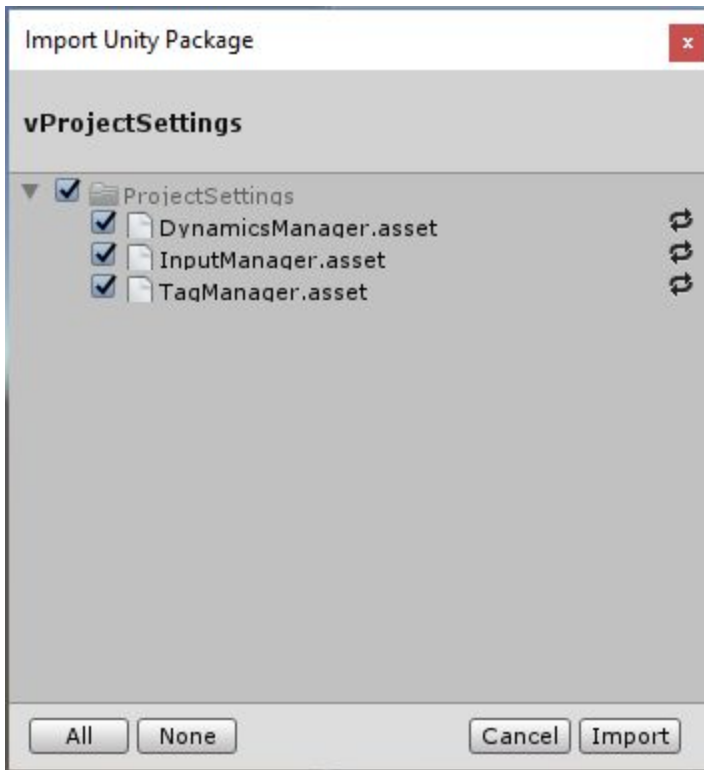 Import Unity Package
x
vProjectSettings
ProjectSettings
DynamicsManager.asset
InputManager.asset
TagManager.asset
All None Cancel Import